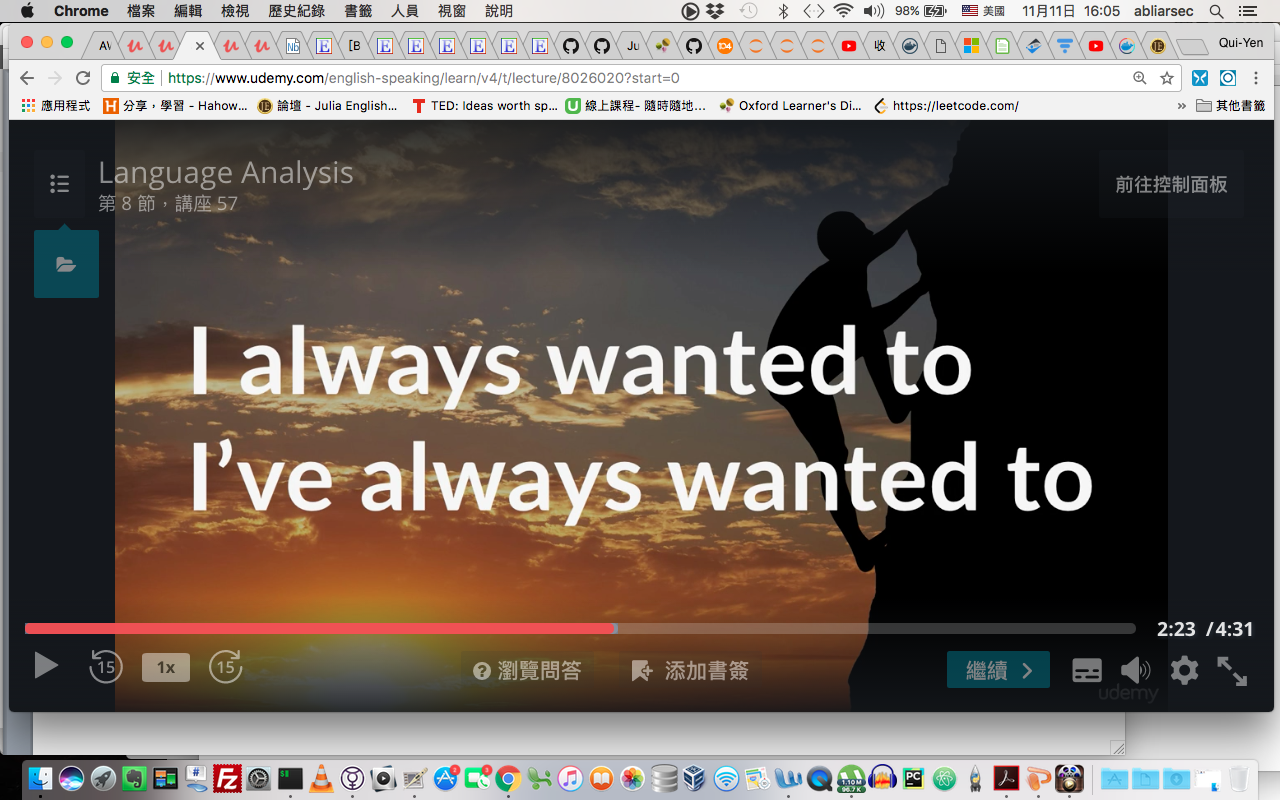 Chrome 檔案 編輯 檢視 歷史紀錄 書籤 人員 視窗 說明 98% 美國 11月11日 16:05 abliarsec
[B Ju 104 收 Qui-Yen
安全 https://www.udemy.com/english-speaking/learn/v4/t/lecture/8026020?start=0
應用程式 分享，學習 - Hahow... 論壇 - Julia English... TED: Ideas worth sp... 線上課程- 隨時隨地... Oxford Learner's Di... https://leetcode.com/ » 其他書籤
Language Analysis
第 8 節，講座 57
前往控制面板
I always wanted to
I’ve always wanted to
2:23 / 4:31
15 1x 15 瀏覽問答 添加書簽 繼續
udemy